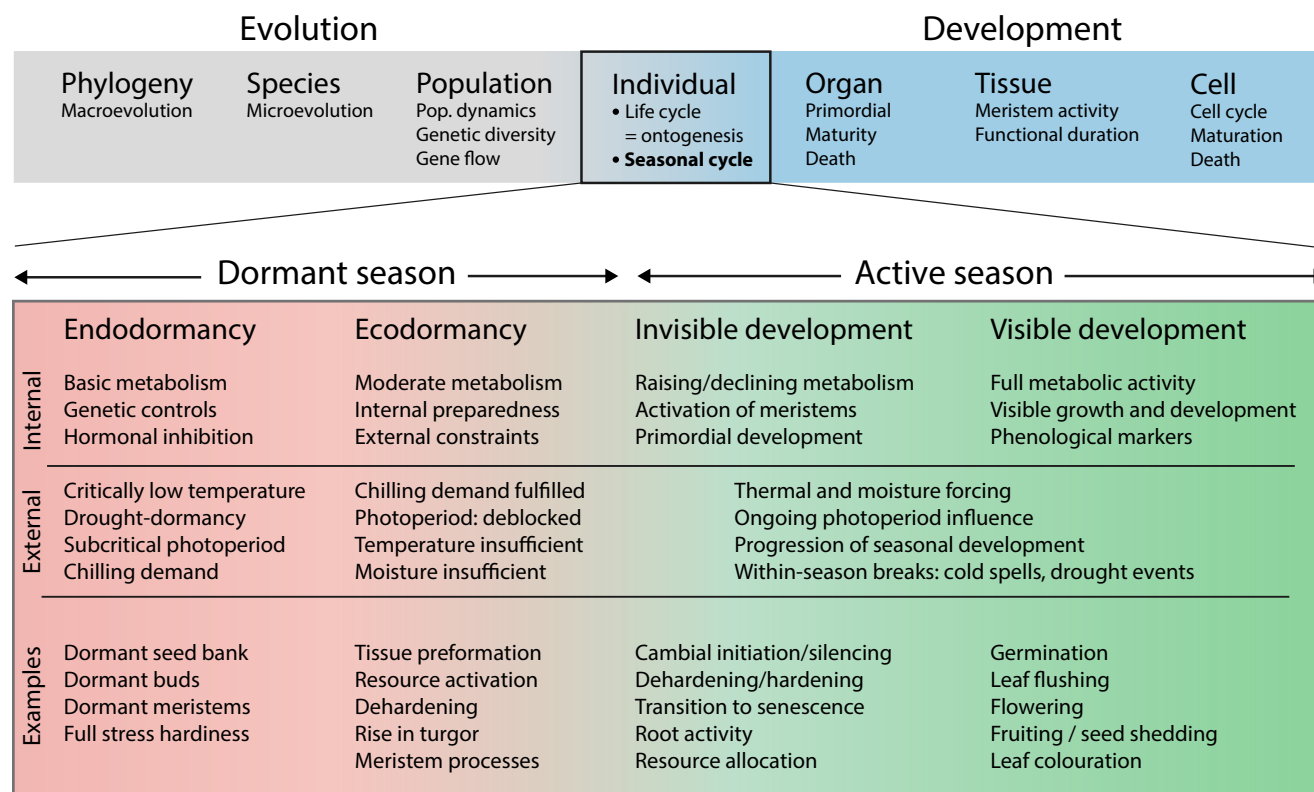 Evolution
Development
Phylogeny
Macroevolution
Species
Microevolution
Population
Pop. dynamics
Genetic diversity
Gene flow
Individual
• Life cycle
= ontogenesis
• Seasonal cycle
Organ
Primordial
Maturity
Death
Tissue
Meristem activity
Functional duration
Cell
Cell cycle
Maturation
Death
Dormant season
Active season
Endodormancy
Ecodormancy
Invisible development
Visible development
Internal
Basic metabolism
Genetic controls
Hormonal inhibition
Moderate metabolism
Internal preparedness
External constraints
Raising/declining metabolism
Activation of meristems
Primordial development
Full metabolic activity
Visible growth and development
Phenological markers
External
Critically low temperature
Drought-dormancy
Subcritical photoperiod
Chilling demand
Chilling demand fulfilled
Photoperiod: deblocked
Temperature insufficient
Moisture insufficient
Thermal and moisture forcing
Ongoing photoperiod influence
Progression of seasonal development
Within-season breaks: cold spells, drought events
Examples
Dormant seed bank
Dormant buds
Dormant meristems
Full stress hardiness
Tissue preformation
Resource activation
Dehardening
Rise in turgor
Meristem processes
Cambial initiation/silencing
Dehardening/hardening
Transition to senescence
Root activity
Resource allocation
Germination
Leaf flushing
Flowering
Fruiting / seed shedding
Leaf colouration